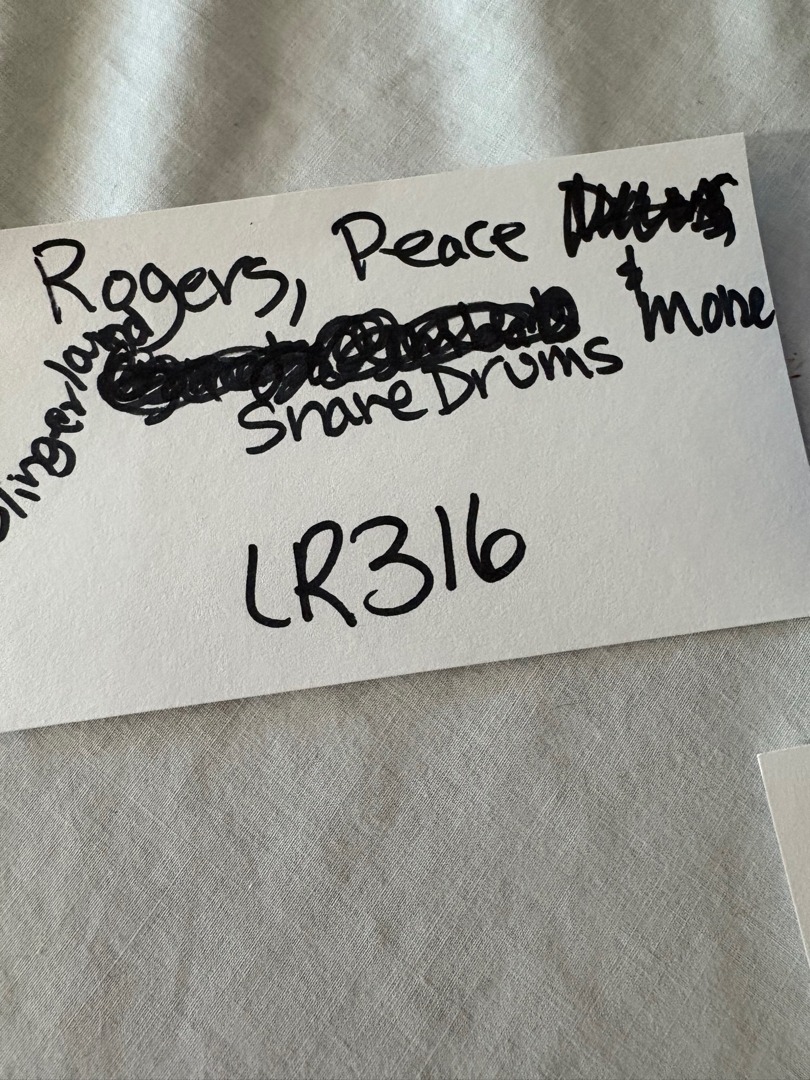 Rogers, Peace
& more
Slingerland
Snare Drums
LR316